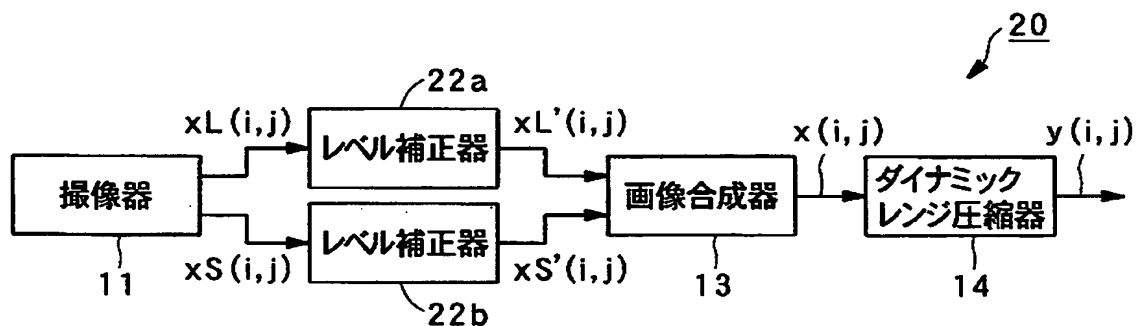 20
22a
xL(i,j)
レベル補正器
xL'(i,j)
x(i,j)
y(i,j)
撮像器
画像合成器
ダイナミック
レンジ圧縮器
レベル補正器
11
xS(i,j)
xS'(i,j)
13
14
22b